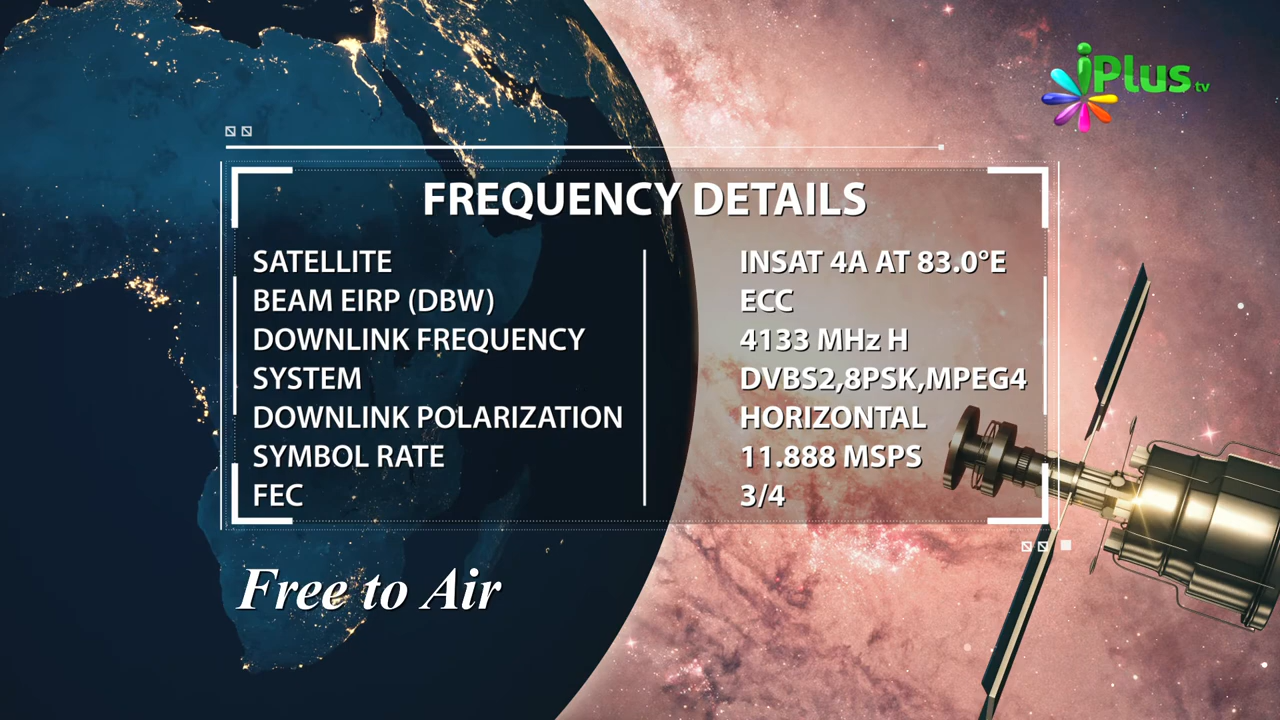 iPlus tv
FREQUENCY DETAILS
SATELLITE INSAT 4A AT 83.0°E
BEAM EIRP (DBW) ECC
DOWNLINK FREQUENCY 4133 MHz H
SYSTEM DVBS2,8PSK,MPEG4
DOWNLINK POLARIZATION HORIZONTAL
SYMBOL RATE 11.888 MSPS
FEC 3/4
Free to Air